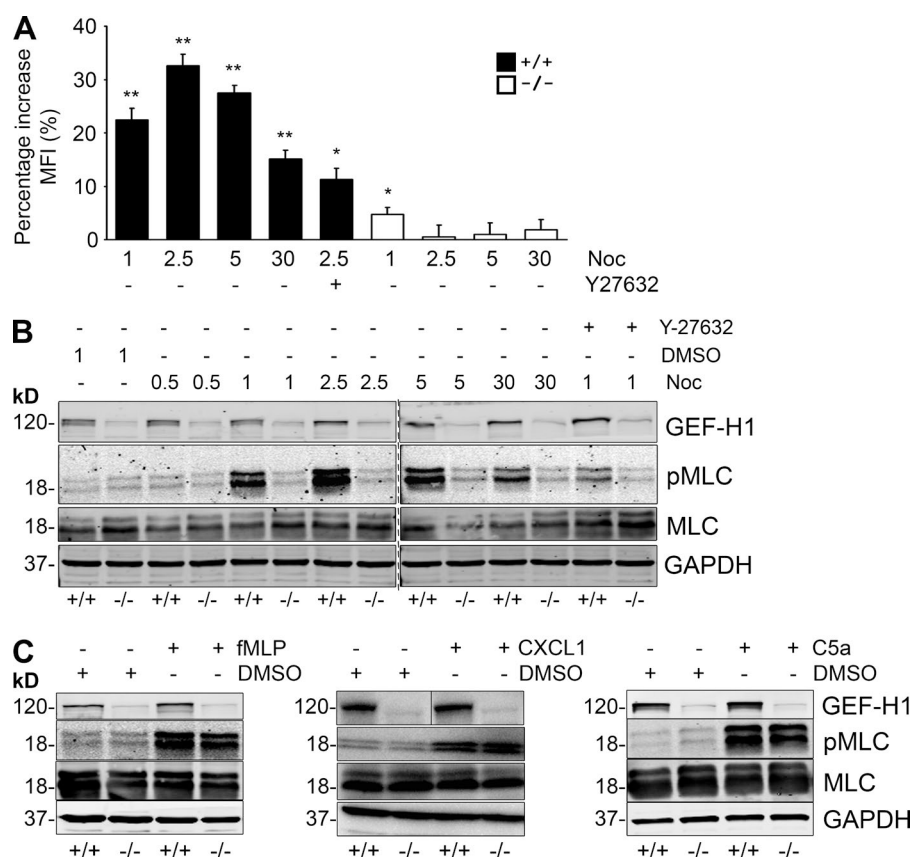 A
Percentage increase
MFI (%)
40
30
20
10
0
** ** ** ** * *
+/+
-/-
1 2.5 5 30 2.5 1 2.5 5 30 Noc
- - - - + - - - - Y27632
B
- - - - - - - - - - - - + + Y-27632
1 1 - - - - - - - - - - - - DMSO
- - 0.5 0.5 1 1 2.5 2.5 5 5 30 30 1 1 Noc
kD
120- GEF-H1
18- pMLC
18- MLC
37- GAPDH
+/+ -/- +/+ -/- +/+ -/- +/+ -/- +/+ -/- +/+ -/- +/+ -/-
C
- - + + fMLP - - + + CXCL1 - - + + C5a
+ + - - DMSO + + - - DMSO + + - - DMSO
kD
120- 120- 120- GEF-H1
18- 18- 18- pMLC
18- 18- 18- MLC
37- 37- 37- GAPDH
+/+ -/- +/+ -/- +/+ -/- +/+ -/- +/+ -/- +/+ -/-